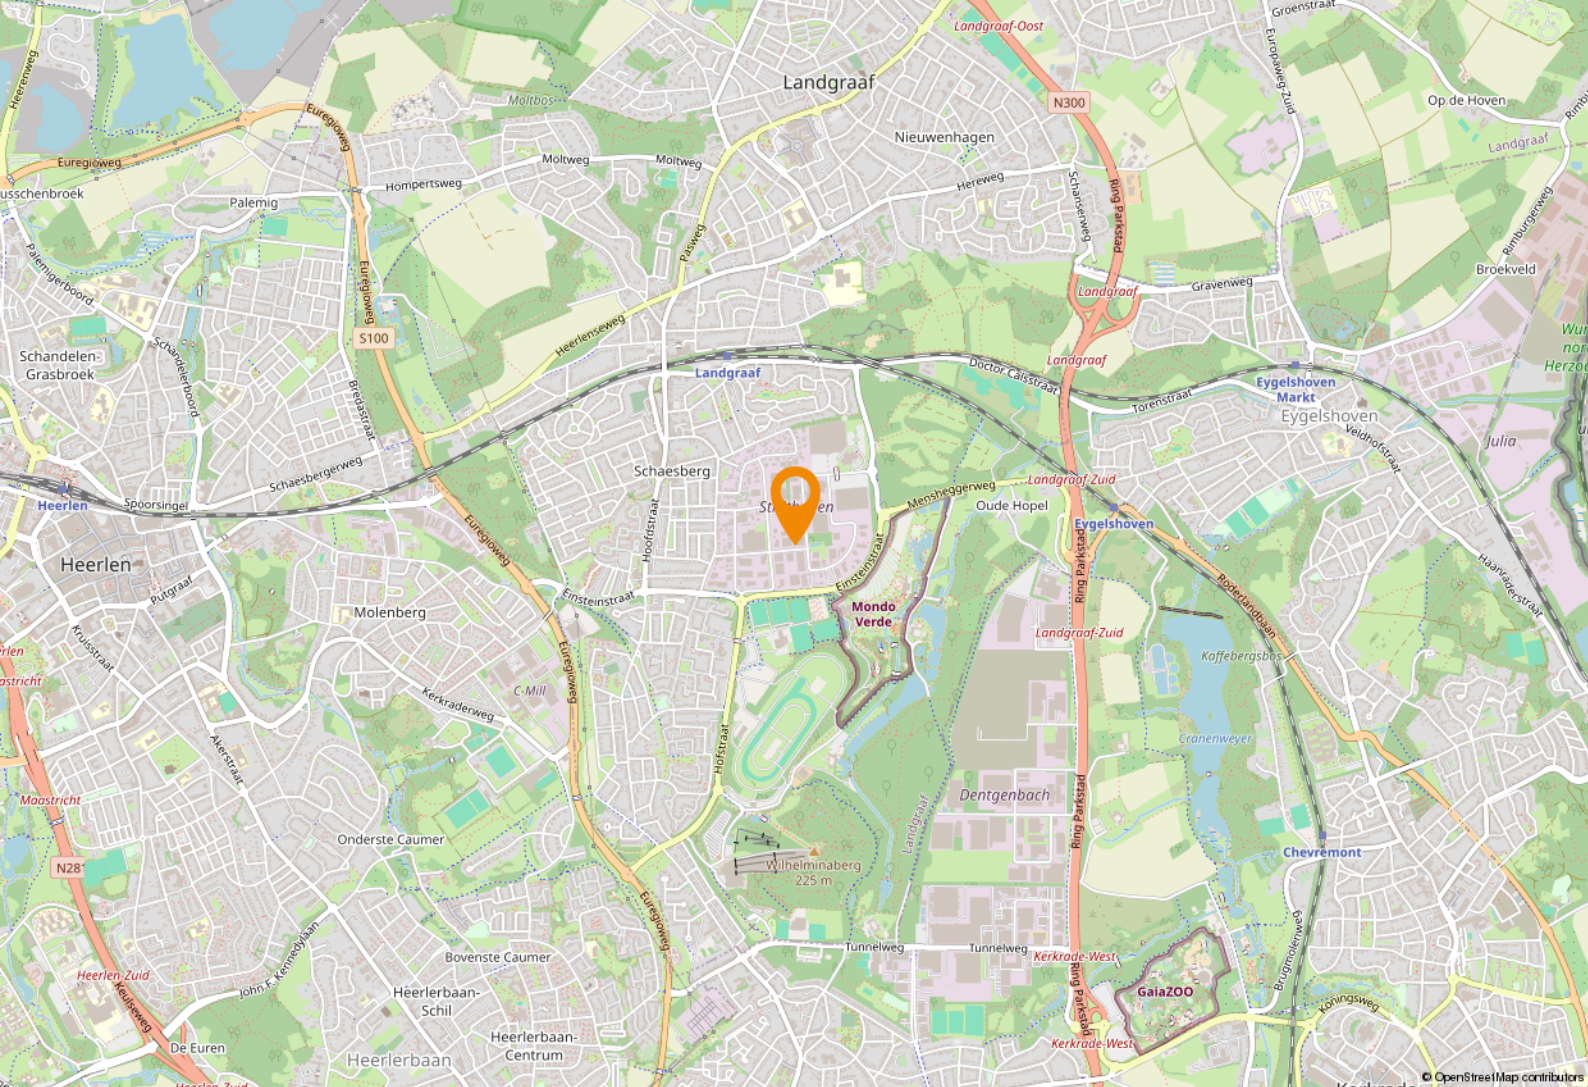 Landgraaf-Oost
Groenstraat
Heerenweg
Europaweg-Zuid
Landgraaf
Moltbos
N300
Op de Hoven
Euregioweg
Nieuwenhagen
Landgraaf
Euregioweg
Moltweg
Moltweg
Hompertsweg
Hereweg
Schanserweg
Ring Parkstad
Palemig
Rimburgerweg
Palemigerboord
Pasweg
Broekveld
Euregioweg
Gravenweg
Landgraaf
Heerlenseweg
S100
Schandelen-
Grasbroek
Schandelerboord
Landgraaf
Landgraaf
Doctor Calsstraat
Eygelshoven
Markt
Torenstraat
Eygelshoven
Bredastraat
Veldhofstraat
Julia
Schaesberg
Schaesbergerweg
Landgraaf Zuid
Mensheggerweg
Heerlen
Spoorsingel
Oude Hopel
Eygelshoven
Hoofdstraat
Euregioweg
Heerlen
Ring Parkstad
Haanraderstraat
Einsteinstraat
Putgraaf
Einsteinstraat
Roderlandbaan
Molenberg
Mondo
Verde
Kruisstraat
Landgraaf-Zuid
Kaffebergsbos
Euregioweg
C-Mill
Kerkraderweg
Hofstraat
Cranenweyer
Akerstraat
Maastricht
Dentgenbach
Ring Parkstad
Landgraaf
Onderste Caumer
Chevremont
Wilhelminaberg
225 m
Euregioweg
Tunnelweg
Tunnelweg
Kerkrade-West
Bovenste Caumer
John F. Kennedylaan
Brugmolenweg
Heerlen-Zuid
Keulseweg
Heerlerbaan-
Schil
GaiaZOO
Ring Parkstad
Koningsweg
Heerlerbaan-
Centrum
De Euren
Heerlerbaan
Kerkrade-West
© OpenStreetMap contributors